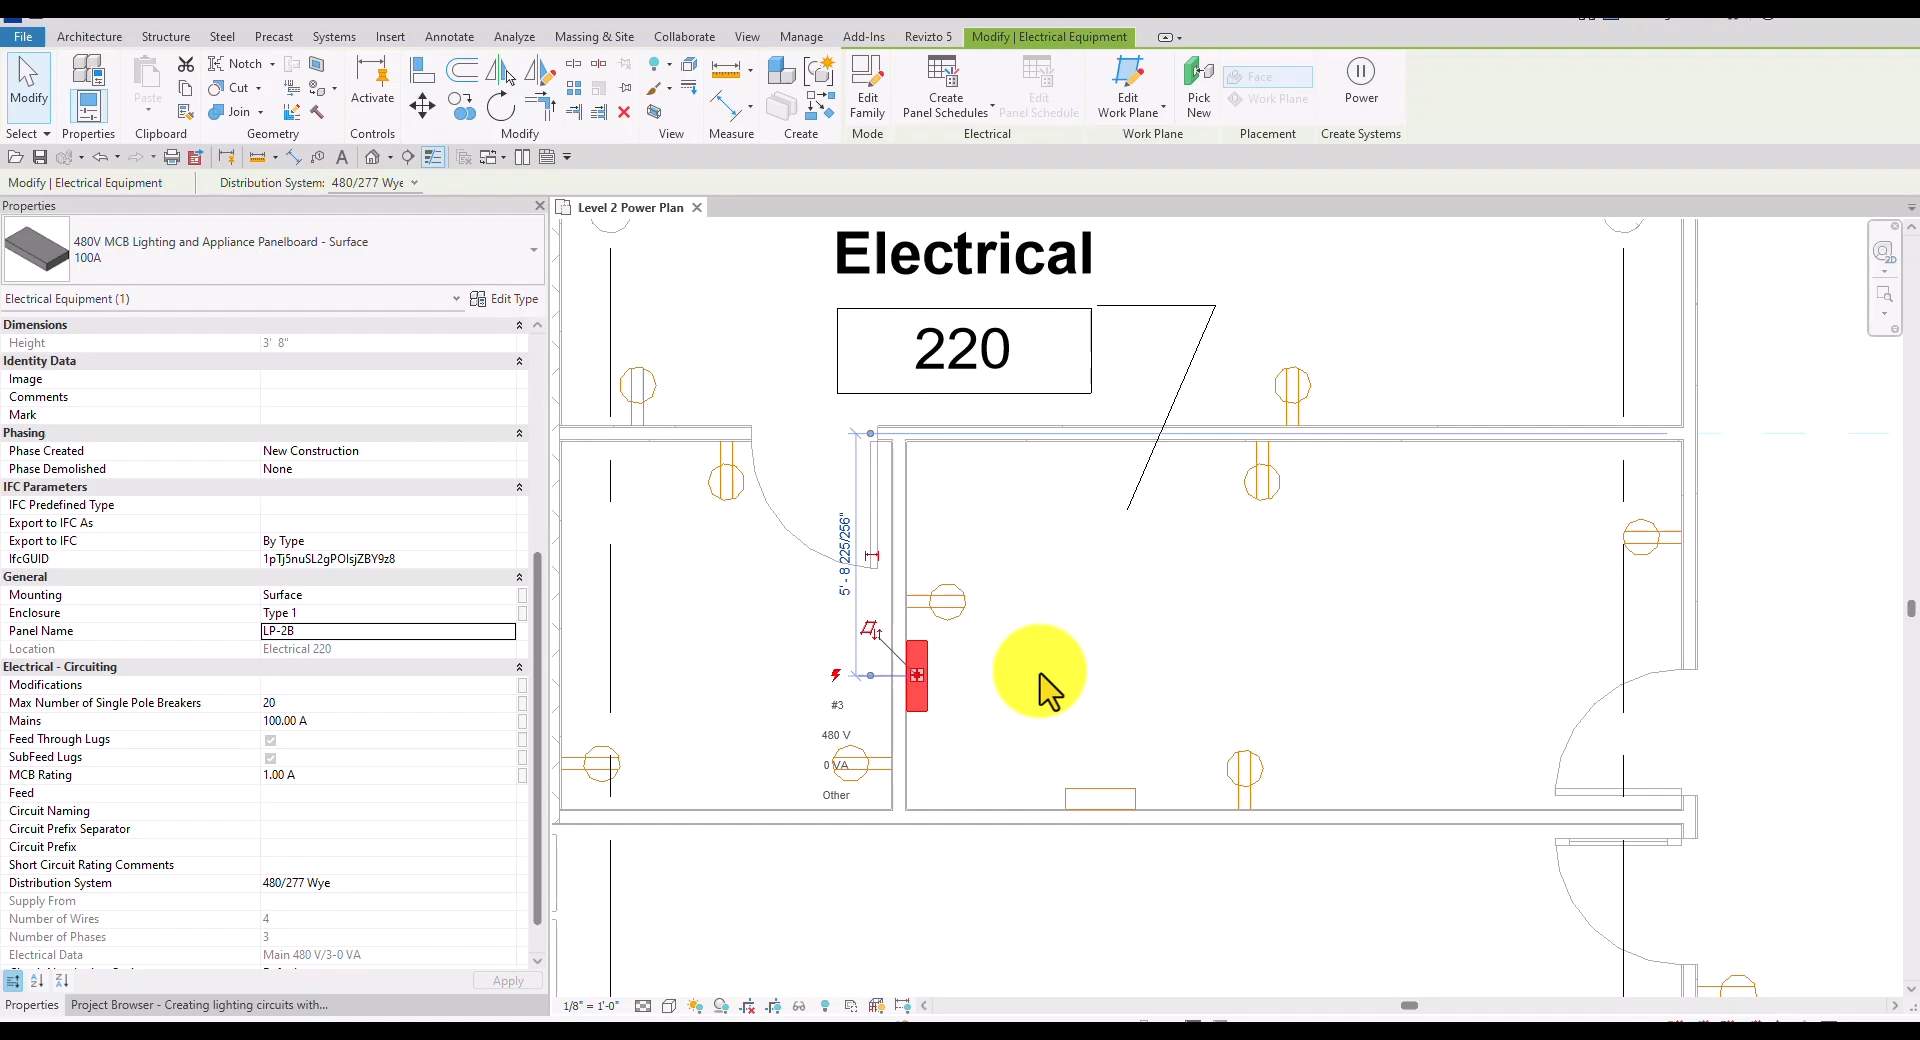 File Architecture Structure Steel Precast Systems Insert Annotate Analyze Massing & Site Collaborate View Manage Add-Ins Revizto 5 Modify | Electrical Equipment
Modify
Paste
Notch
Cut
Join
Activate
Edit
Family
Create
Panel Schedules
Edit
Panel Schedule
Edit
Work Plane
Pick
New
Face
Work Plane
Power
Select Properties Clipboard Geometry Controls Modify View Measure Create Mode Electrical Work Plane Placement Create Systems
Modify | Electrical Equipment Distribution System: 480/277 Wye
Properties
480V MCB Lighting and Appliance Panelboard - Surface
100A
Electrical Equipment (1) Edit Type
Dimensions
Height 3' 8"
Identity Data
Image
Comments
Mark
Phasing
Phase Created New Construction
Phase Demolished None
IFC Parameters
IFC Predefined Type
Export to IFC As
Export to IFC By Type
IfcGUID 1pTj5nuSL2gPOlsjZBY9z8
General
Mounting Surface
Enclosure Type 1
Panel Name LP-2B
Location Electrical 220
Electrical - Circuiting
Modifications
Max Number of Single Pole Breakers 20
Mains 100.00 A
Feed Through Lugs
SubFeed Lugs
MCB Rating 1.00 A
Feed
Circuit Naming
Circuit Prefix Separator
Circuit Prefix
Short Circuit Rating Comments
Distribution System 480/277 Wye
Supply From
Number of Wires 4
Number of Phases 3
Electrical Data Main 480 V/3-0 VA
Apply
Properties Project Browser - Creating lighting circuits with...
Level 2 Power Plan
Electrical
220
5' - 8 225/256"
#3
480 V
0 VA
Other
2D
1/8" = 1'-0"